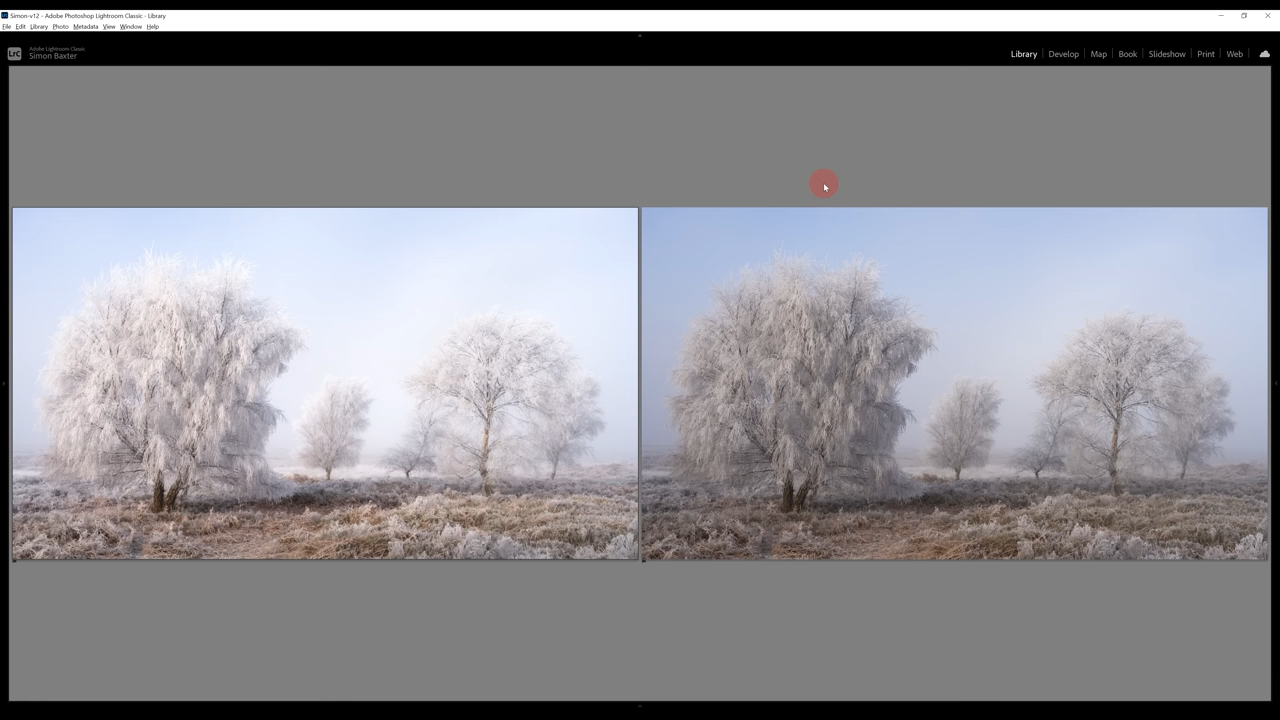 Simon-v12 - Adobe Photoshop Lightroom Classic - Library
File Edit Library Photo Metadata View Window Help
LrC
Adobe Lightroom Classic
Simon Baxter
Library Develop Map Book Slideshow Print Web